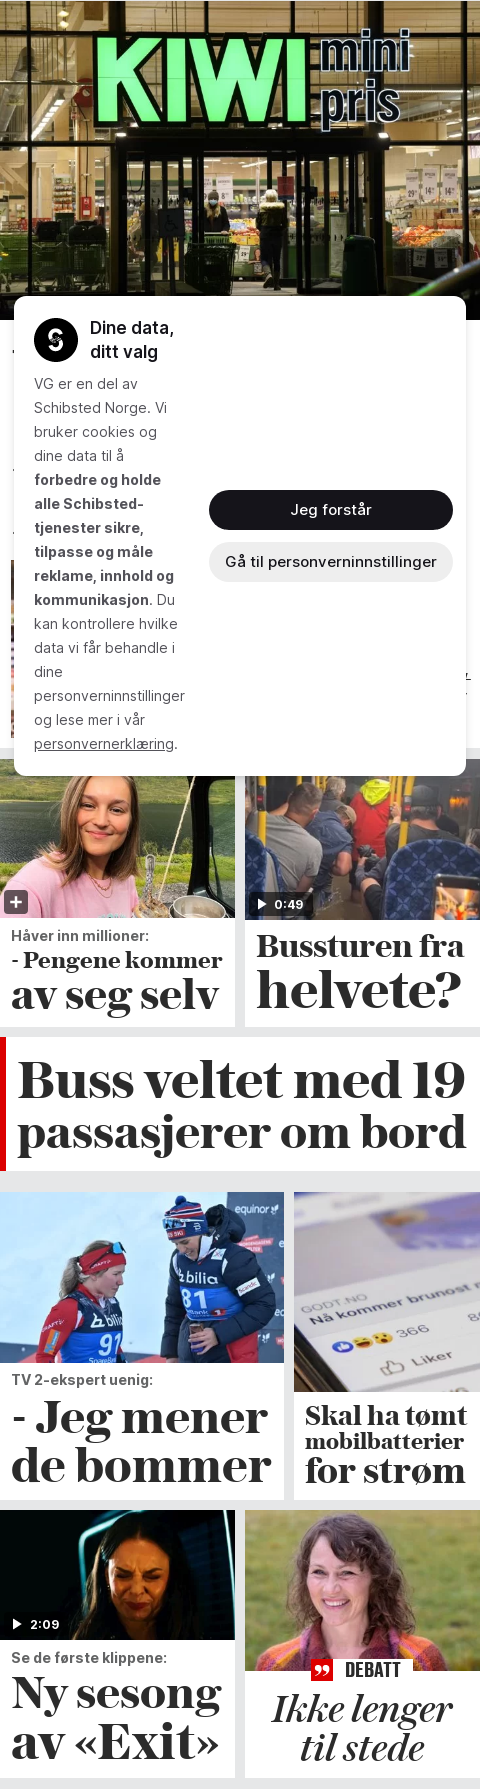 KIWI mini
pris
Dine data,
ditt valg
VG er en del av
Schibsted Norge. Vi
bruker cookies og
dine data til å
forbedre og holde
alle Schibsted-
tjenester sikre,
tilpasse og måle
reklame, innhold og
kommunikasjon. Du
kan kontrollere hvilke
data vi får behandle i
dine
personverninnstillinger
og lese mer i vår
personvernerklæring.
Jeg forstår
Gå til personverninnstillinger
0:49
Håver inn millioner:
- Pengene kommer
av seg selv
Bussturen fra
helvete?
Buss veltet med 19
passasjerer om bord
equinor
bilia
81
bilia
91
GODT.NO
Nå kommer brunost
366
Liker
TV 2-ekspert uenig:
- Jeg mener
de bommer
Skal ha tømt
mobilbatterier
for strøm
2:09
Se de første klippene:
Ny sesong
av «Exit»
DEBATT
Ikke lenger
til stede